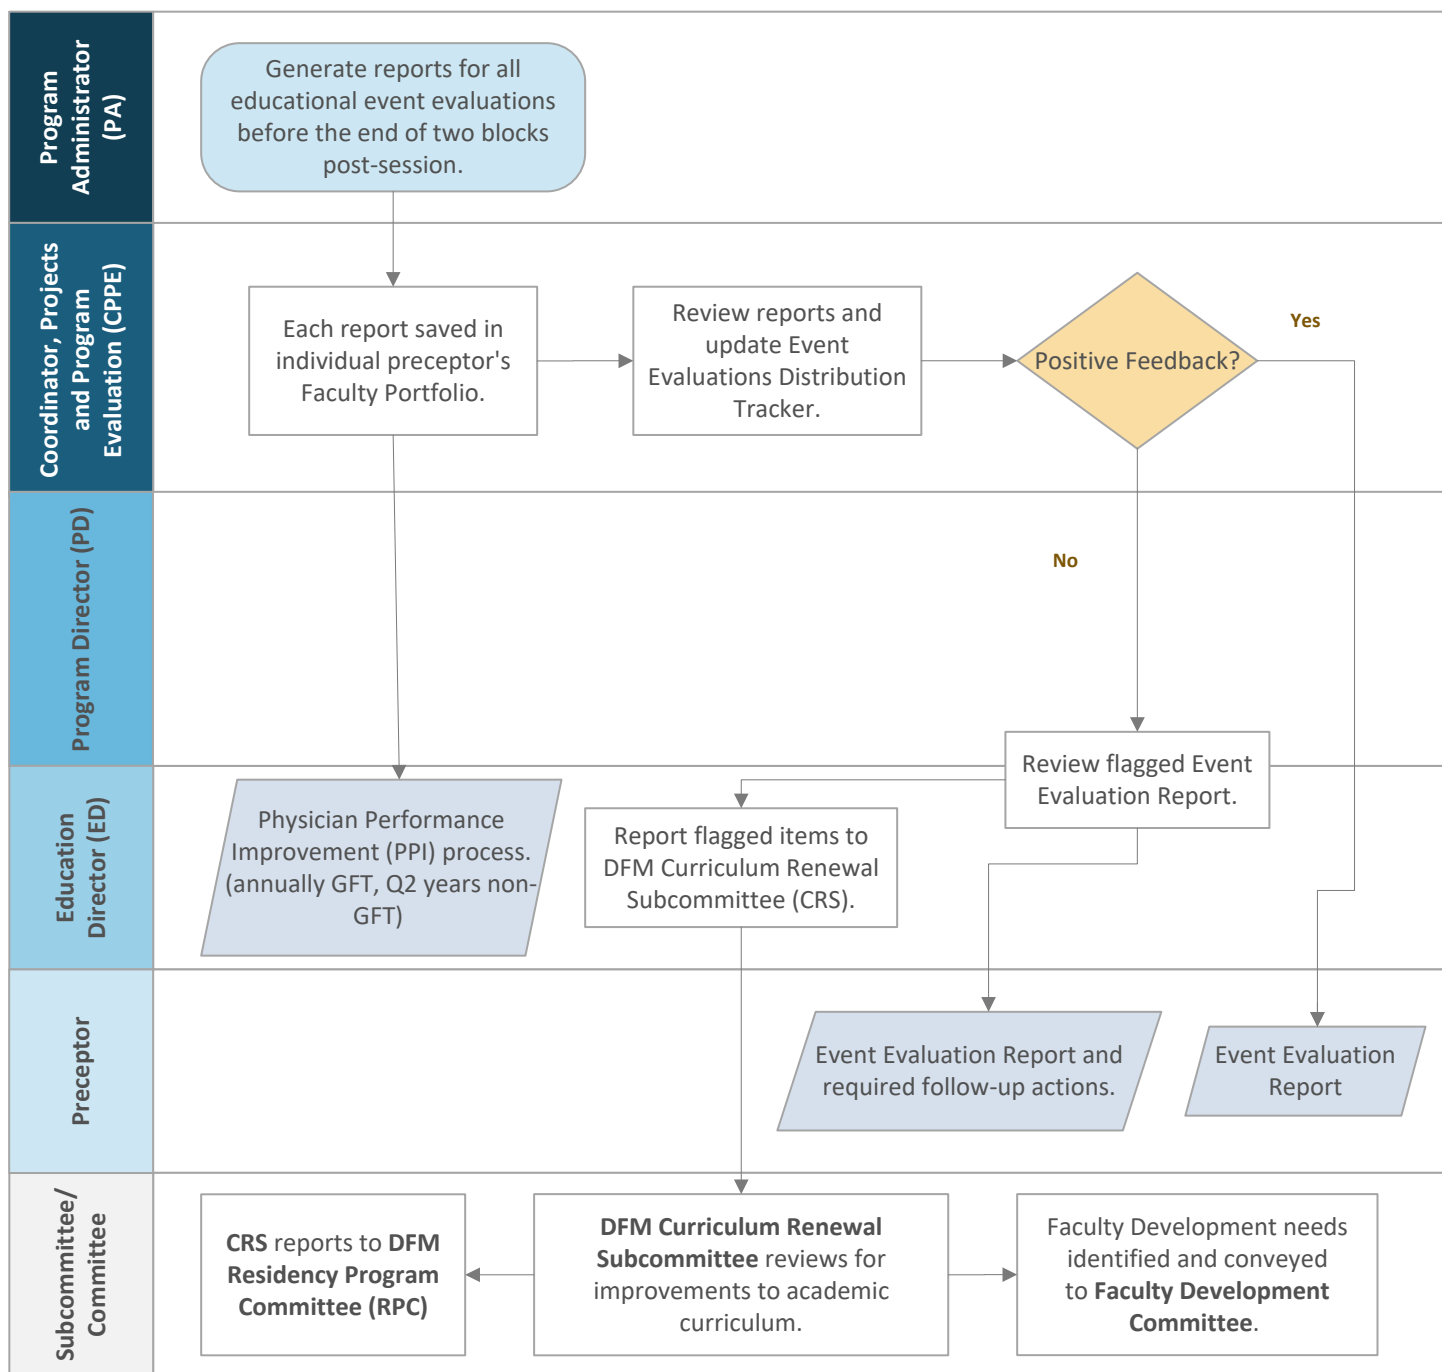 Program
Administrator
(PA)
Generate reports for all
educational event evaluations
before the end of two blocks
post-session.
Coordinator, Projects
and Program
Evaluation (CPPE)
Each report saved in
individual preceptor's
Faculty Portfolio.
Review reports and
update Event
Evaluations Distribution
Tracker.
Positive Feedback?
Yes
Program Director (PD)
No
Review flagged Event
Evaluation Report.
Education
Director (ED)
Physician Performance
Improvement (PPI) process.
(annually GFT, Q2 years non-
GFT)
Report flagged items to
DFM Curriculum Renewal
Subcommittee (CRS).
Preceptor
Event Evaluation Report and
required follow-up actions.
Event Evaluation
Report
Subcommittee/
Committee
CRS reports to DFM
Residency Program
Committee (RPC)
DFM Curriculum Renewal
Subcommittee reviews for
improvements to academic
curriculum.
Faculty Development needs
identified and conveyed
to Faculty Development
Committee.